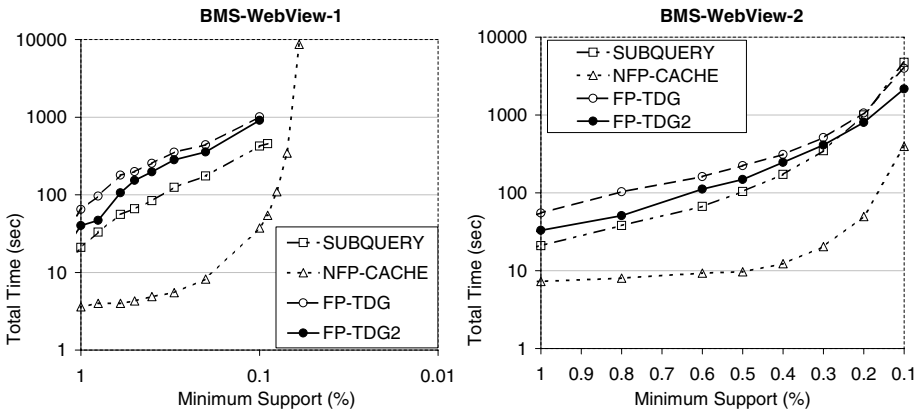 BMS-WebView-1
10000
1000
100
10
1
Total Time (sec)
1
0.1
0.01
Minimum Support (%)
SUBQUERY
NFP-CACHE
FP-TDG
FP-TDG2
BMS-WebView-2
10000
1000
100
10
1
Total Time (sec)
SUBQUERY
NFP-CACHE
FP-TDG
FP-TDG2
1 0.9 0.8 0.7 0.6 0.5 0.4 0.3 0.2 0.1
Minimum Support (%)